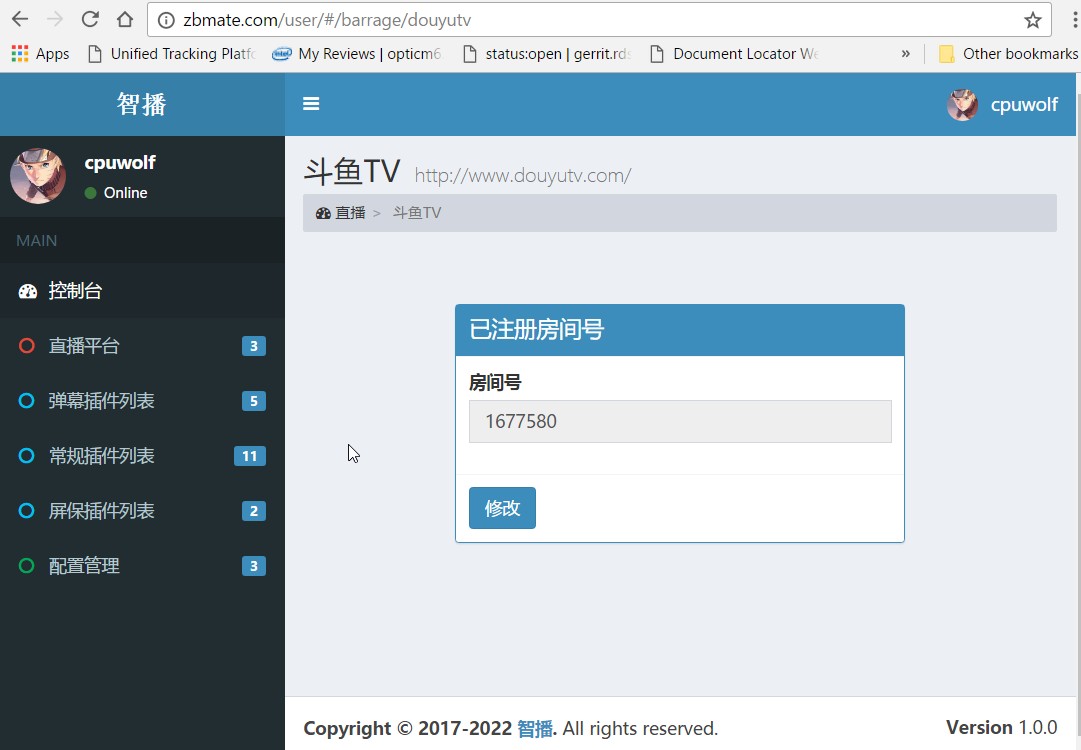 zbmate.com/user/#/barrage/douyutv
Apps Unified Tracking Platfo My Reviews | opticm6 status:open | gerrit.rds Document Locator We » Other bookmarks
智播
cpuwolf
cpuwolf
Online
MAIN
控制台
直播平台 3
弹幕插件列表 5
常规插件列表 11
屏保插件列表 2
配置管理 3
斗鱼TV http://www.douyutv.com/
直播 > 斗鱼TV
已注册房间号
房间号
1677580
修改
Copyright © 2017-2022 智播. All rights reserved.
Version 1.0.0